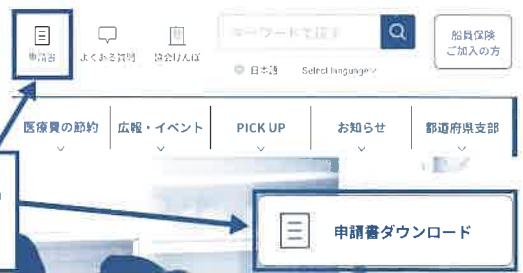 キーワードで探す
船員保険
ご加入の方
申請書
よくある質問
協会けんぽ
日本語
Select language
医療費の節約
広報・イベント
PICK UP
お知らせ
都道府県支部
申請書ダウンロード